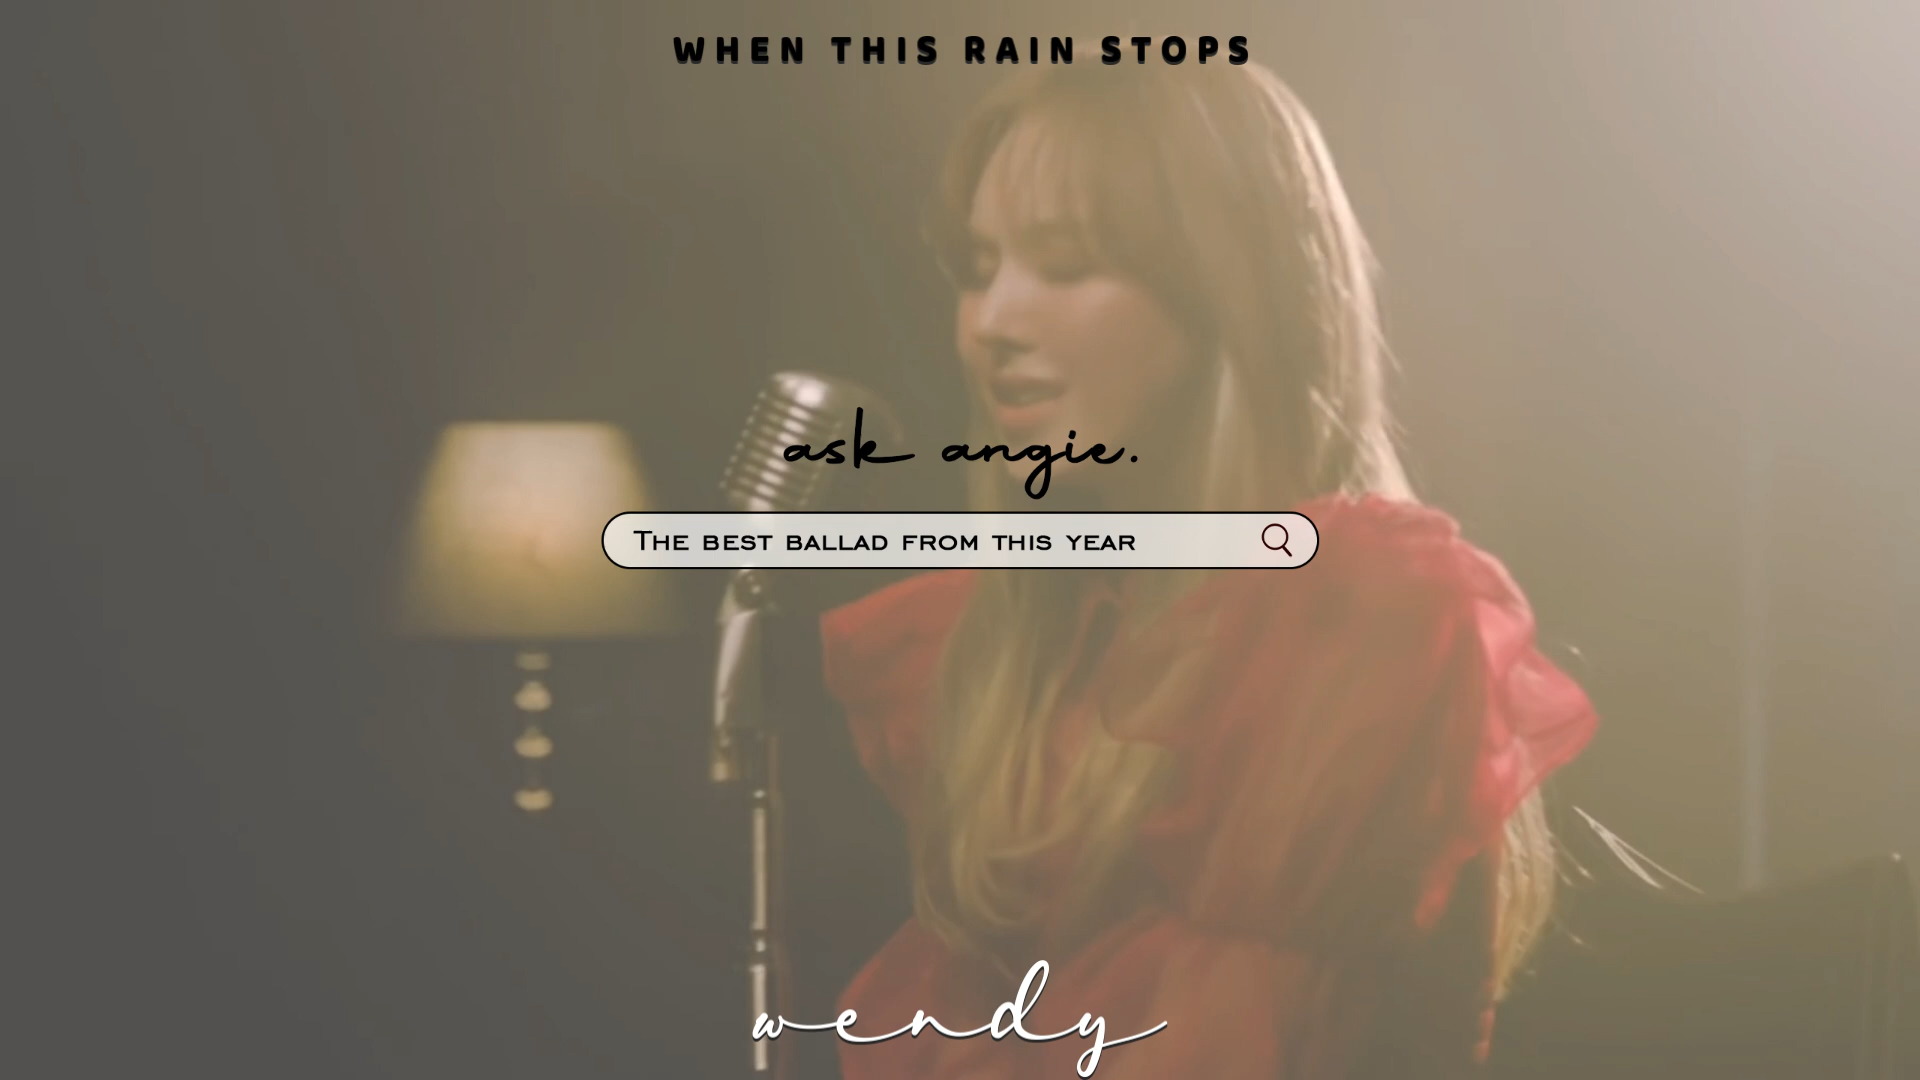 WHEN THIS RAIN STOPS
ask angie.
THE BEST BALLAD FROM THIS YEAR
wendy